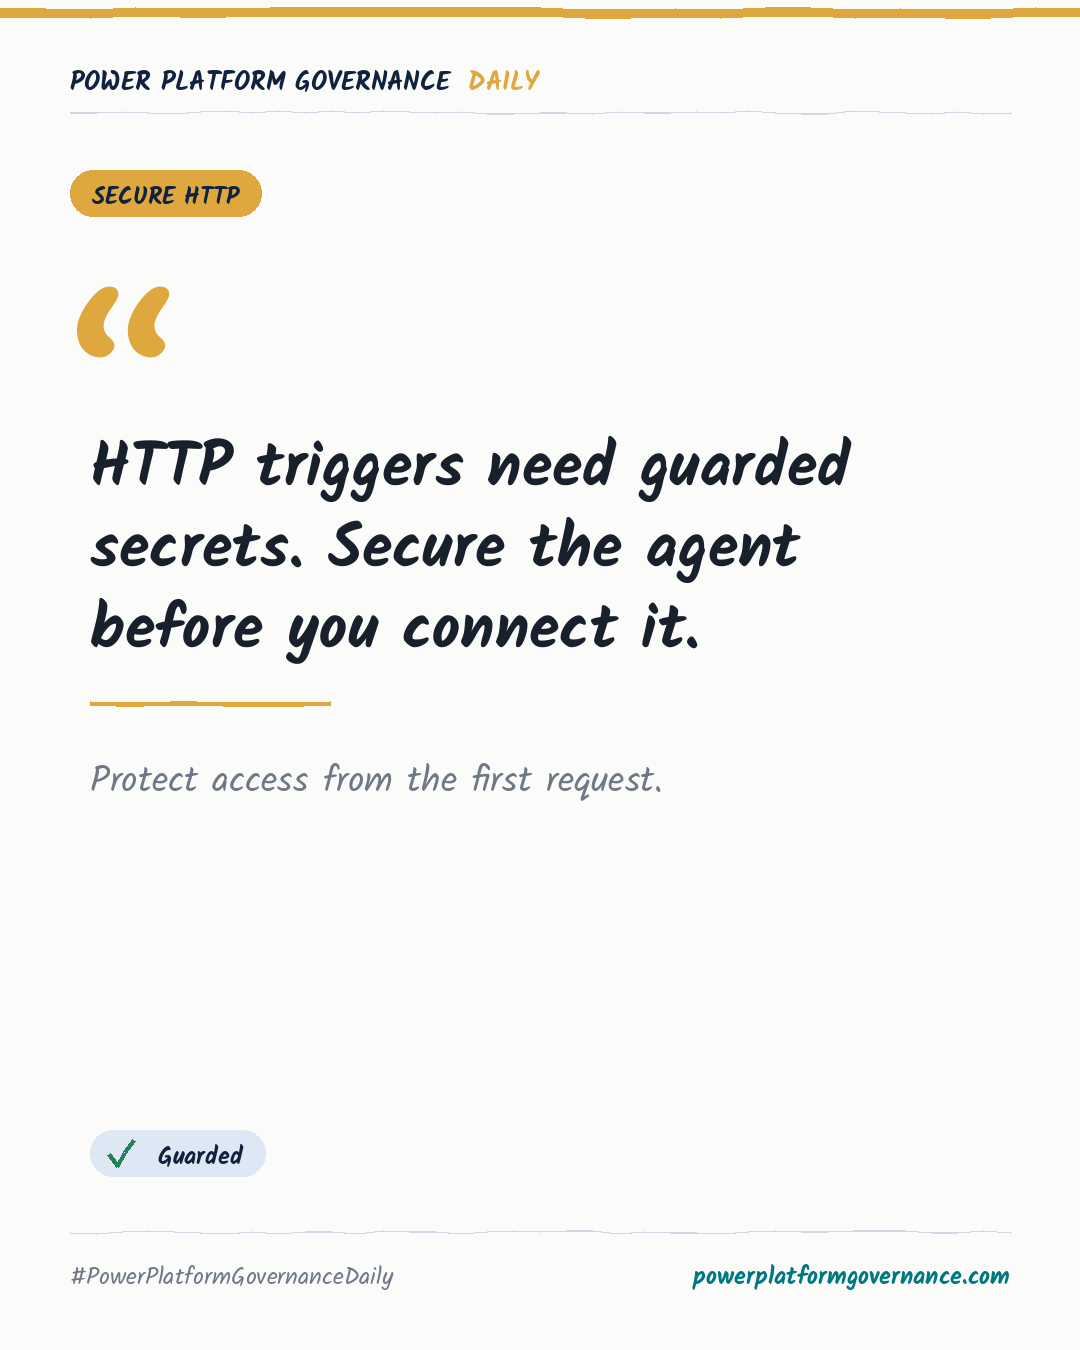 POWER PLATFORM GOVERNANCE DAILY
SECURE HTTP
“
HTTP triggers need guarded
secrets. Secure the agent
before you connect it.
Protect access from the first request.
✓ Guarded
#PowerPlatformGovernanceDaily
powerplatformgovernance.com